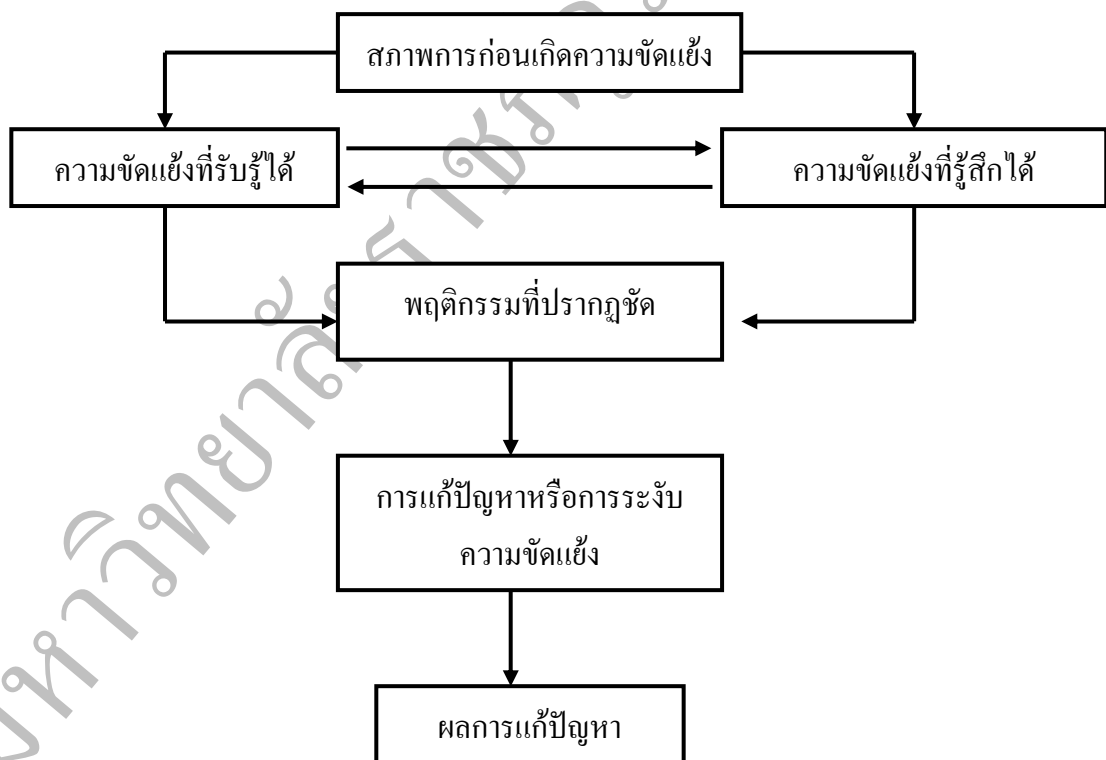 สภาพการก่อนเกิดความขัดแย้ง
ความขัดแย้งที่รับรู้ได้
ความขัดแย้งที่รู้สึกได้
พฤติกรรมที่ปรากฏชัด
การแก้ปัญหาหรือการระงับ
ความขัดแย้ง
ผลการแก้ปัญหา